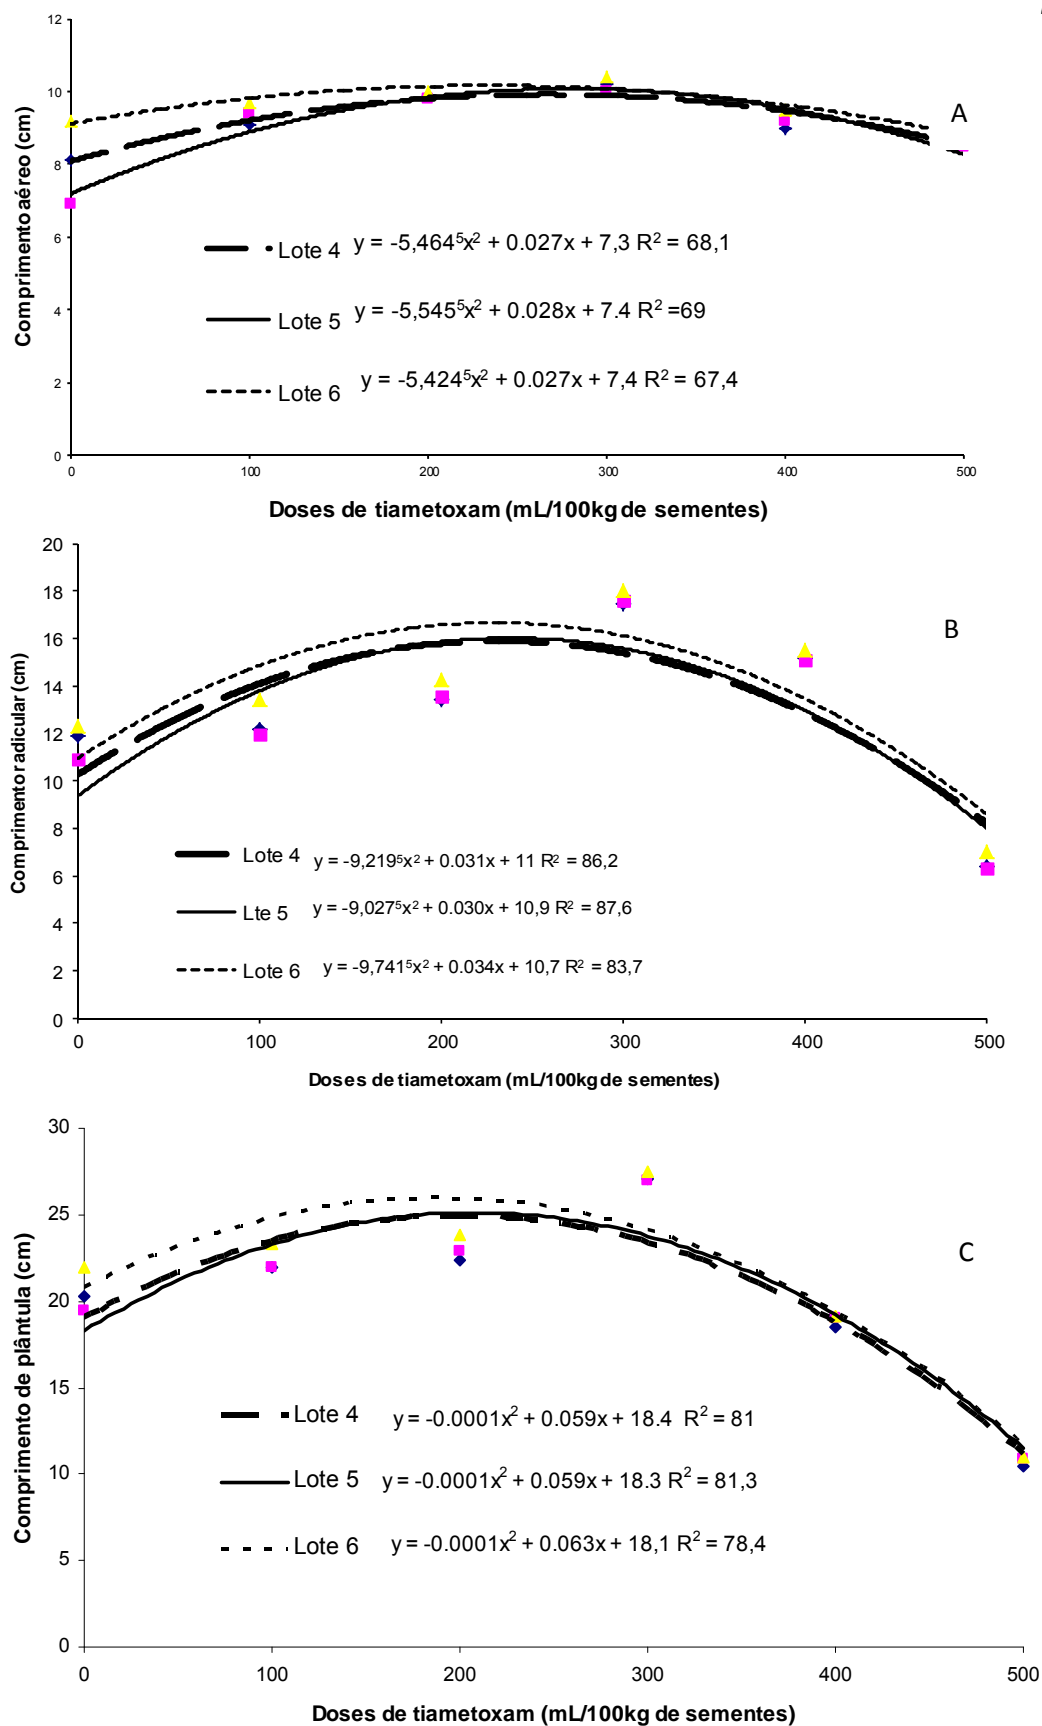 12
10
8
6
4
2
0
Comprimento aéreo (cm)
A
Lote 4 y = -5,464⁵x² + 0.027x + 7,3 R² = 68,1
Lote 5 y = -5,545⁵x² + 0.028x + 7.4 R² =69
Lote 6 y = -5,424⁵x² + 0.027x + 7,4 R² = 67,4
0 100 200 300 400 500
Doses de tiametoxam (mL/100kg de sementes)
20
18
16
14
12
10
8
6
4
2
0
Comprimentor radicular (cm)
B
Lote 4 y = -9,219⁵x² + 0.031x + 11 R² = 86,2
Lte 5 y = -9,027⁵x² + 0.030x + 10,9 R² = 87,6
Lote 6 y = -9,741⁵x² + 0.034x + 10,7 R² = 83,7
0 100 200 300 400 500
Doses de tiametoxam (mL/100kg de sementes)
30
25
20
15
10
5
0
Comprimento de plântula (cm)
C
Lote 4 y = -0.0001x² + 0.059x + 18.4 R² = 81
Lote 5 y = -0.0001x² + 0.059x + 18.3 R² = 81,3
Lote 6 y = -0.0001x² + 0.063x + 18,1 R² = 78,4
0 100 200 300 400 500
Doses de tiametoxam (mL/100kg de sementes)